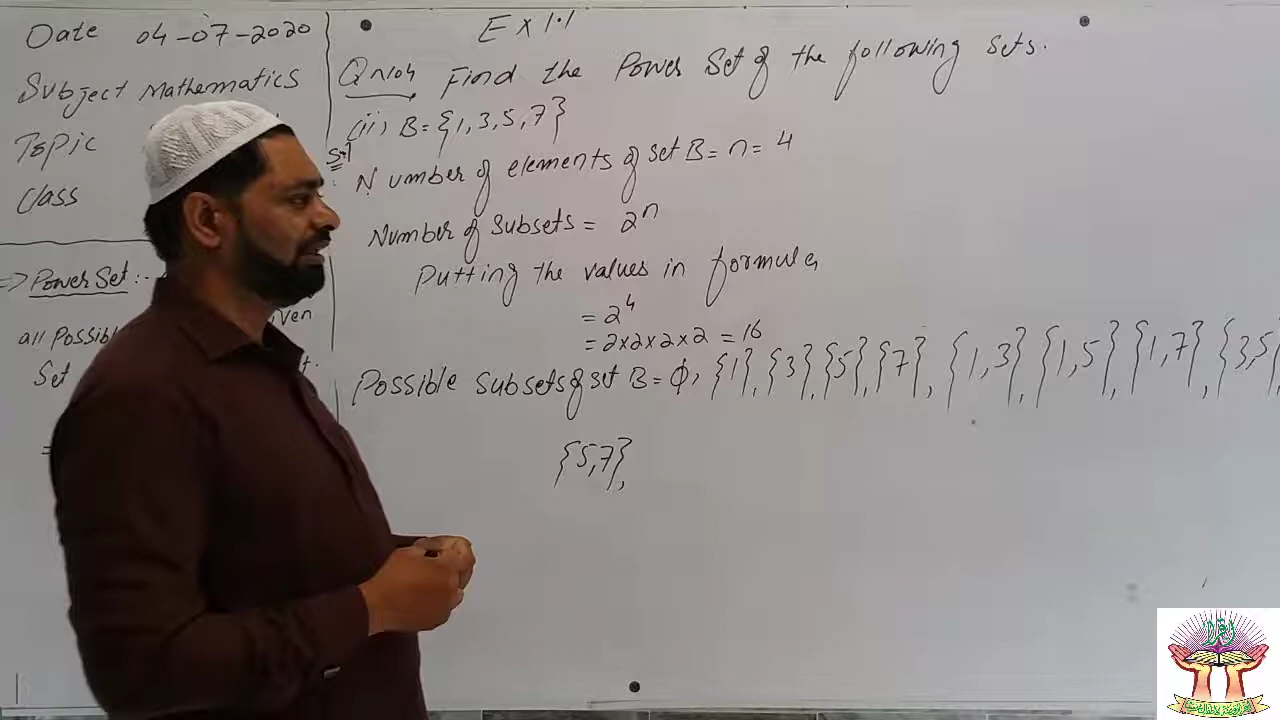 Date 04-07-2020
Subject Mathematics
Topic
Class
=> Power Set :-
all Possib
iven
Set
t.
=
Ex 1.1
Qn104 Find the Power Set of the following Sets.
(ii) B = {1, 3, 5, 7}
Sol
Number of elements of set B = n = 4
Number of subsets = 2ⁿ
Putting the values in formula,
= 2⁴
= 2×2×2×2 = 16
Possible subsets of set B = ϕ, {1}, {3}, {5}, {7}, {1,3}, {1,5}, {1,7}, {3,5
{5,7},